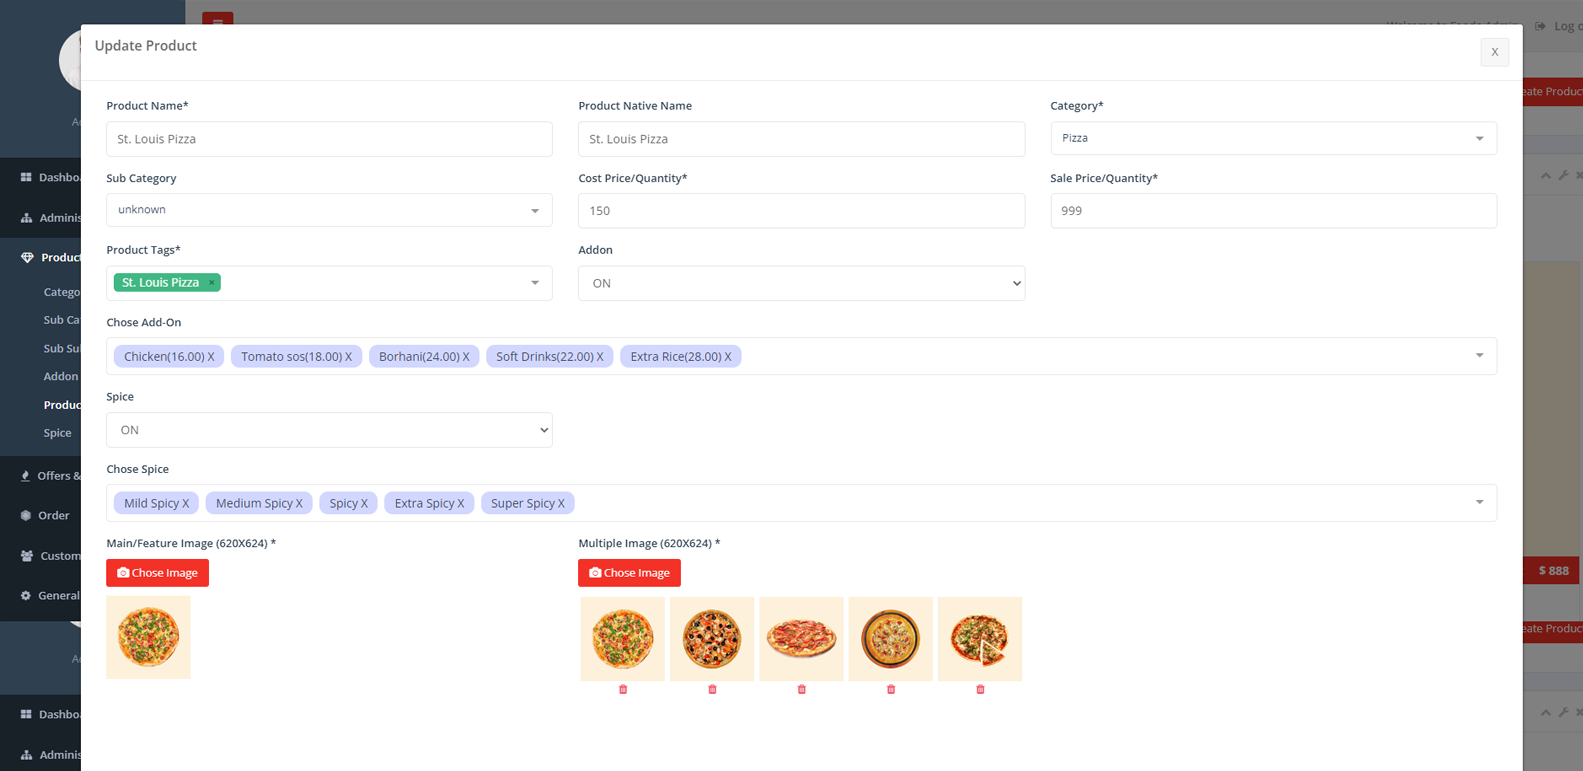 Update Product
X
Product Name*
Product Native Name
Category*
St. Louis Pizza
St. Louis Pizza
Pizza
Sub Category
Cost Price/Quantity*
Sale Price/Quantity*
unknown
150
999
Product Tags*
Addon
St. Louis Pizza ×
ON
Chose Add-On
Chicken(16.00) X Tomato sos(18.00) X Borhani(24.00) X Soft Drinks(22.00) X Extra Rice(28.00) X
Spice
ON
Chose Spice
Mild Spicy X Medium Spicy X Spicy X Extra Spicy X Super Spicy X
Main/Feature Image (620X624) *
Multiple Image (620X624) *
Chose Image
Chose Image
Log o
eate Product
$ 888
eate Product
Ad
Dashbo
Adminis
Product
Catego
Sub Ca
Sub Su
Addon
Produc
Spice
Offers &
Order
Custom
General
Ad
Dashbo
Adminis